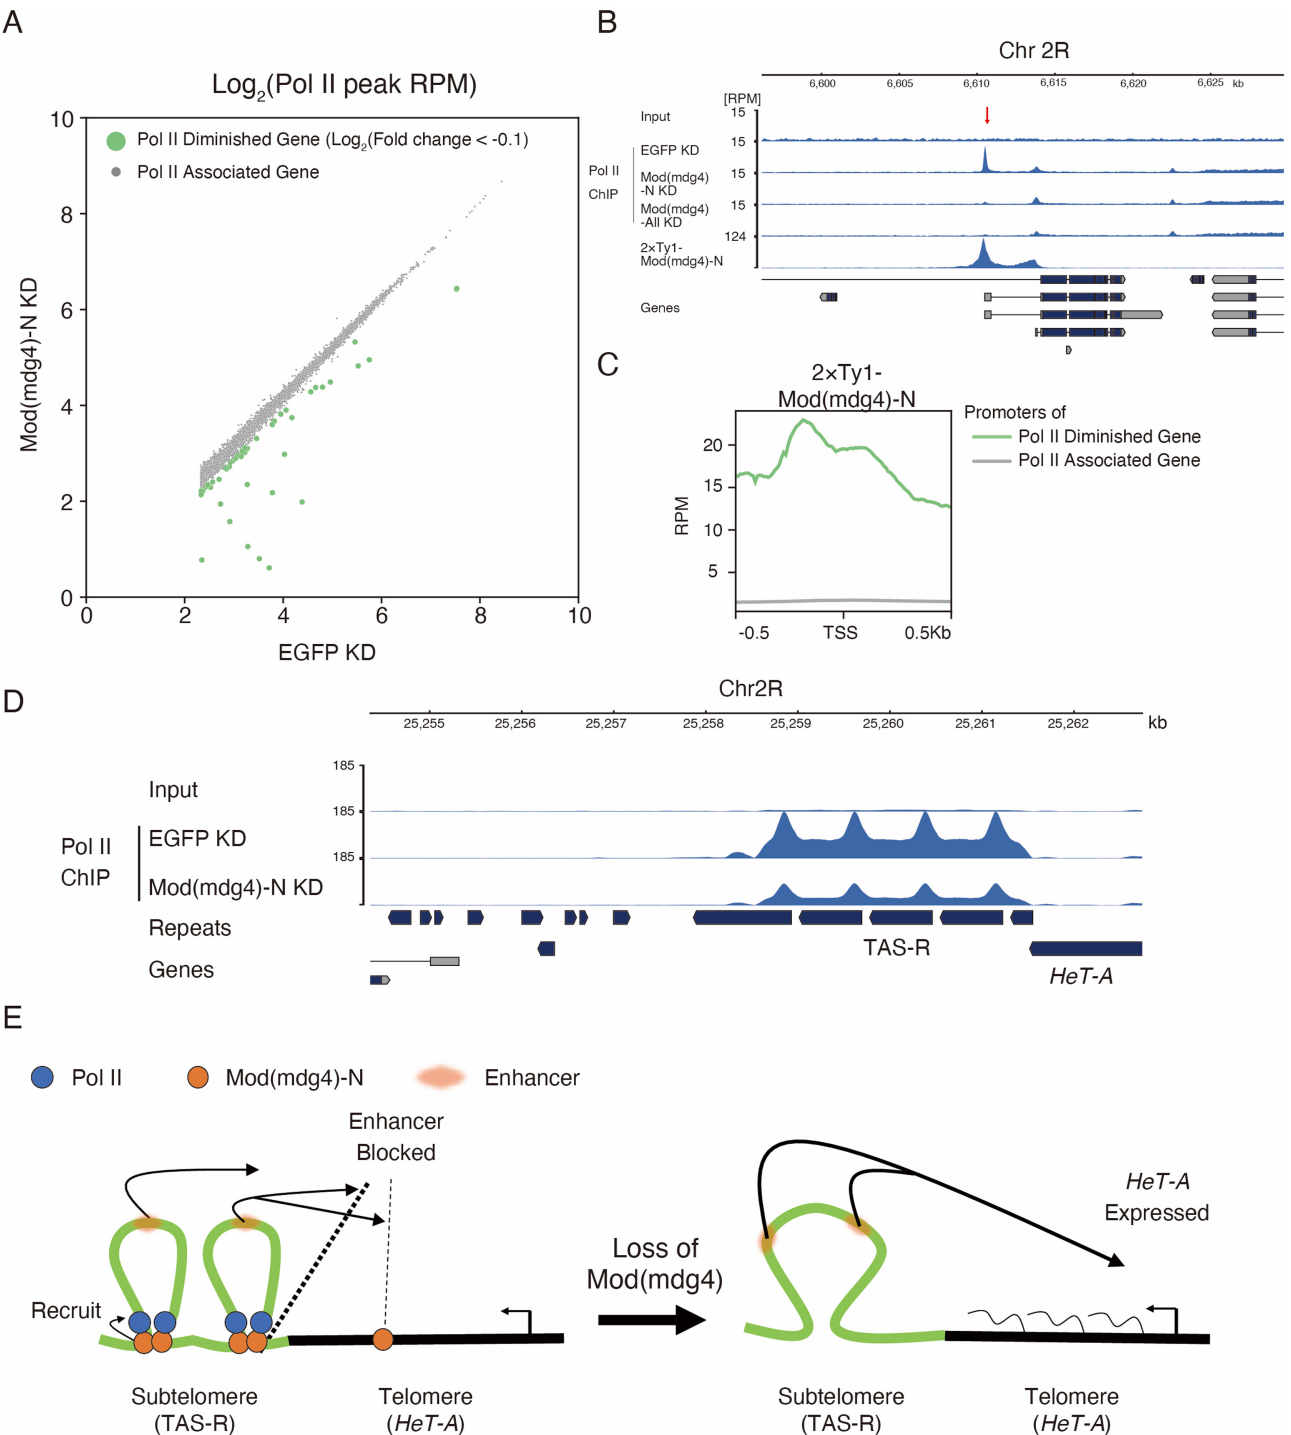 A
Log2(Pol II peak RPM)
10
8
6
4
2
0
Pol II Diminished Gene (Log2(Fold change < -0.1)
Pol II Associated Gene
Mod(mdg4)-N KD
0 2 4 6 8 10
EGFP KD
B
Chr 2R
6,600 6,605 6,610 6,615 6,620 6,625 kb
[RPM]
Input 15
15
EGFP KD
Pol II
ChIP
Mod(mdg4) 15
-N KD
Mod(mdg4) 15
-All KD
124
2×Ty1-
Mod(mdg4)-N
Genes
C
2×Ty1-
Mod(mdg4)-N
20
15
10
5
RPM
-0.5 TSS 0.5Kb
Promoters of
Pol II Diminished Gene
Pol II Associated Gene
D
Chr2R
25,255 25,256 25,257 25,258 25,259 25,260 25,261 25,262 kb
185
Input
185
Pol II
ChIP
EGFP KD
185
Mod(mdg4)-N KD
Repeats
TAS-R
Genes
HeT-A
E
Pol II Mod(mdg4)-N Enhancer
Enhancer
Blocked
Recruit
Subtelomere
(TAS-R)
Telomere
(HeT-A)
Loss of
Mod(mdg4)
HeT-A
Expressed
Subtelomere
(TAS-R)
Telomere
(HeT-A)